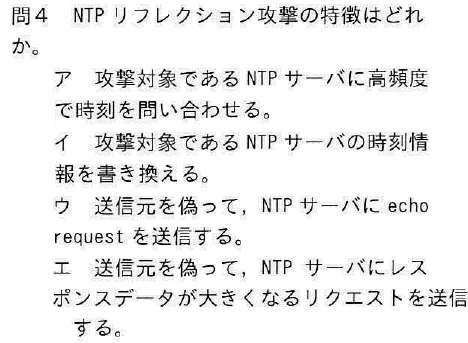 問４　NTP リフレクション攻撃の特徴はどれ
か。
ア　攻撃対象である NTP サーバに高頻度
で時刻を問い合わせる。
イ　攻撃対象である NTP サーバの時刻情
報を書き換える。
ウ　送信元を偽って，NTP サーバに echo
request を送信する。
エ　送信元を偽って，NTP サーバにレス
ポンスデータが大きくなるリクエストを送信
する。